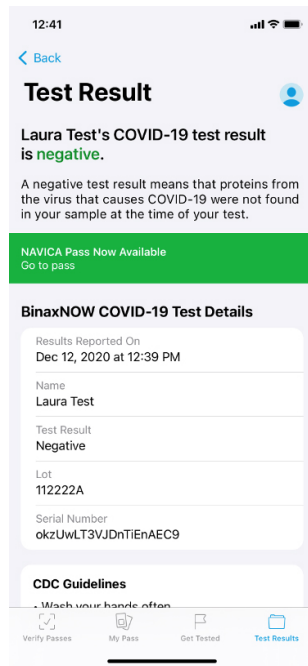 12:41
Back
Test Result
Laura Test's COVID-19 test result
is negative.
A negative test result means that proteins from
the virus that causes COVID-19 were not found
in your sample at the time of your test.
NAVICA Pass Now Available
Go to pass
BinaxNOW COVID-19 Test Details
Results Reported On
Dec 12, 2020 at 12:39 PM
Name
Laura Test
Test Result
Negative
Lot
112222A
Serial Number
okzUwLT3VJDnTiEnAEC9
CDC Guidelines
• Wash your hands often
Verify Passes
My Pass
Get Tested
Test Results